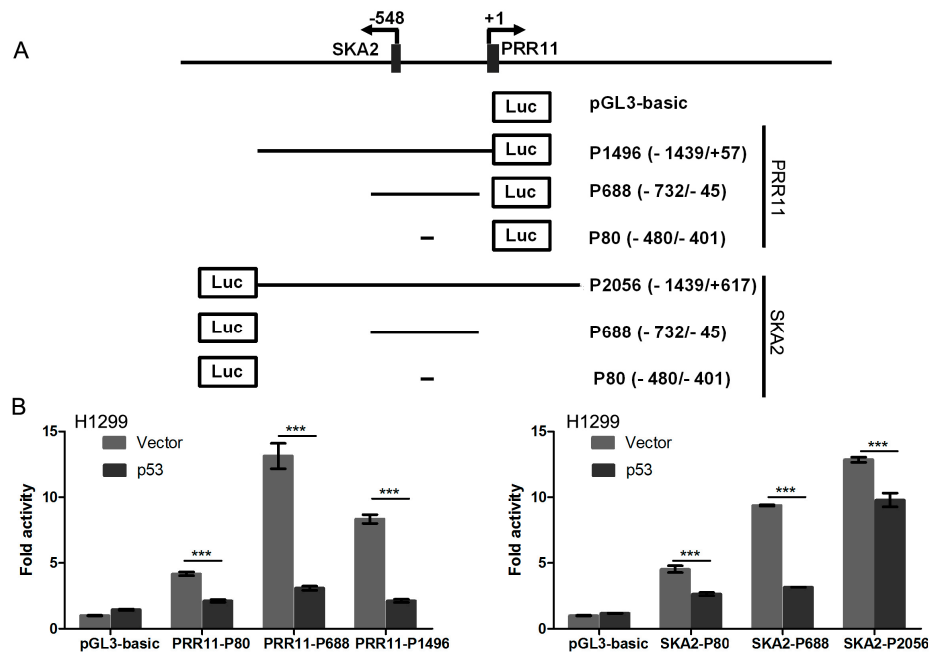 A
-548
+1
SKA2
PRR11
Luc
pGL3-basic
Luc
P1496 (- 1439/+57)
Luc
P688 (- 732/- 45)
Luc
P80 (- 480/- 401)
PRR11
Luc
P2056 (- 1439/+617)
Luc
P688 (- 732/- 45)
Luc
P80 (- 480/- 401)
SKA2
B
H1299
Vector
p53
Fold activity
15
10
5
0
***
***
***
pGL3-basic
PRR11-P80
PRR11-P688
PRR11-P1496
H1299
Vector
p53
Fold activity
15
10
5
0
***
***
***
pGL3-basic
SKA2-P80
SKA2-P688
SKA2-P2056